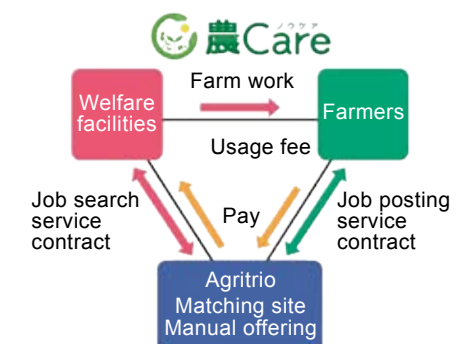 ノウケア
農Care
Farm work
Welfare
facilities
Farmers
Usage fee
Job search
service
contract
Pay
Job posting
service
contract
Agritrio
Matching site
Manual offering